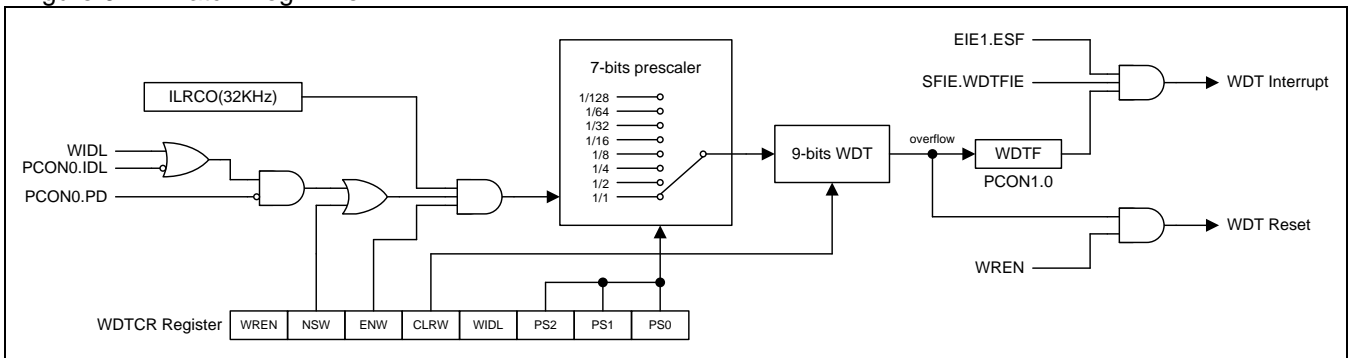 EIE1.ESF
7-bits prescaler
SFIE.WDTFIE
WDT Interrupt
ILRCO(32KHz)
1/128
1/64
1/32
1/16
1/8
1/4
1/2
1/1
WIDL
PCON0.IDL
PCON0.PD
9-bits WDT
overflow
WDTF
PCON1.0
WDT Reset
WREN
WDTCR Register
WREN
NSW
ENW
CLRW
WIDL
PS2
PS1
PS0